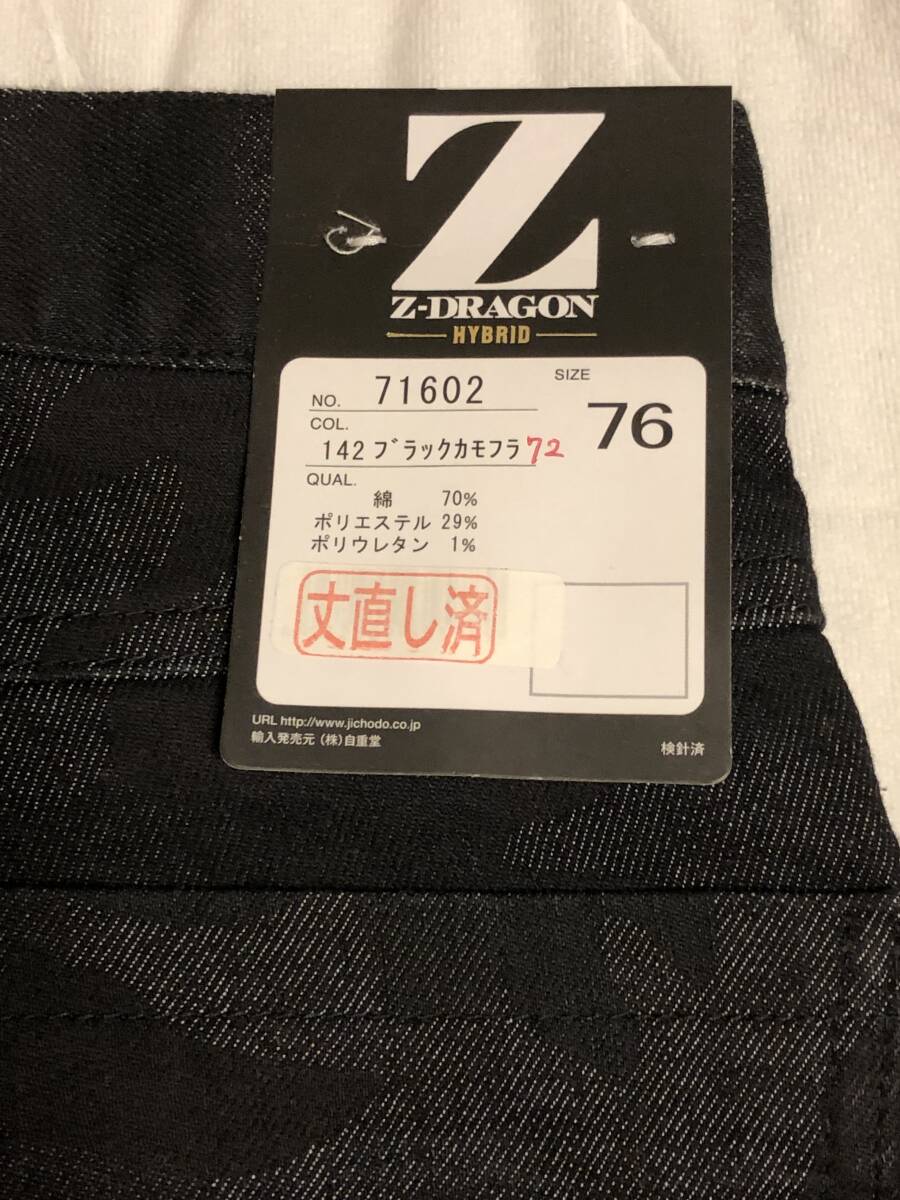 Z
Z-DRAGON
HYBRID
NO. 71602
SIZE
76
COL.
142 ブラックカモフラ 72
QUAL.
綿 70%
ポリエステル 29%
ポリウレタン 1%
丈直し済
URL http://www.jichodo.co.jp
輸入発売元 (株)自重堂
検針済